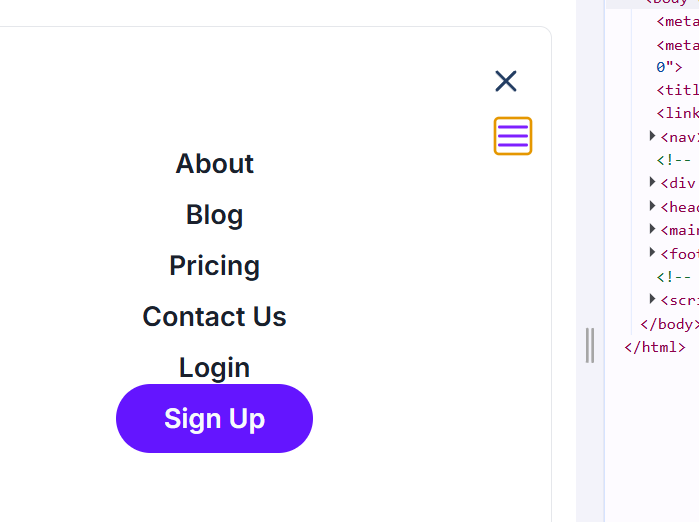 About
Blog
Pricing
Contact Us
Login
Sign Up
<meta
<meta
0">
<titl
<link
<nav
<!--
<div
<head
<main
<foot
<!--
<scri
</body>
</html>